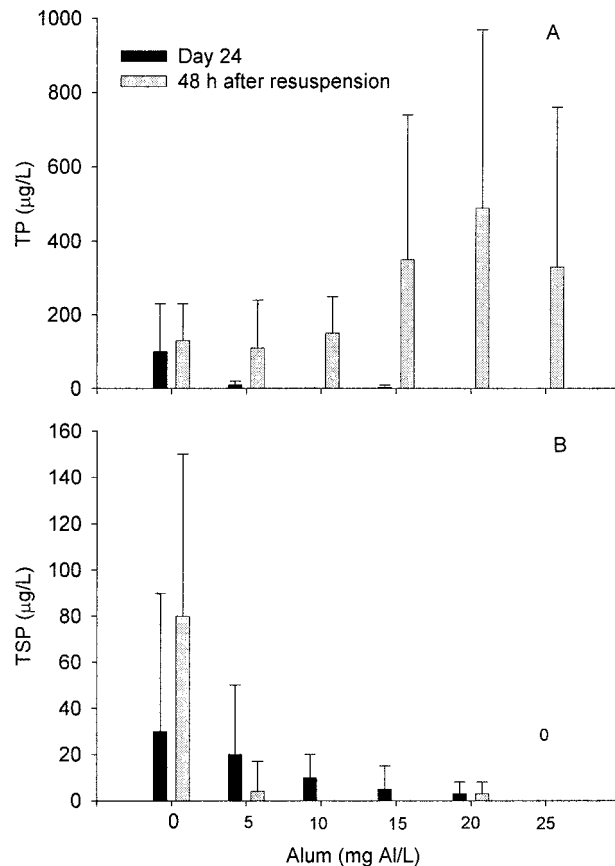 1000
A
Day 24
800
48 h after resuspension
600
TP (µg/L)
400
200
0
160
B
140
120
100
TSP (µg/L)
80
60
40
0
20
0
0 5 10 15 20 25
Alum (mg Al/L)